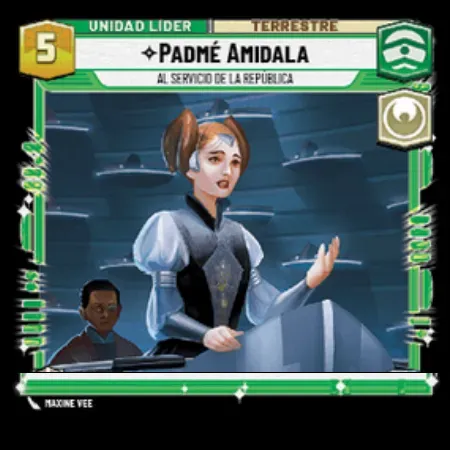 UNIDAD LÍDER
TERRESTRE
5
PADMÉ AMIDALA
AL SERVICIO DE LA REPÚBLICA
MAXINE VEE